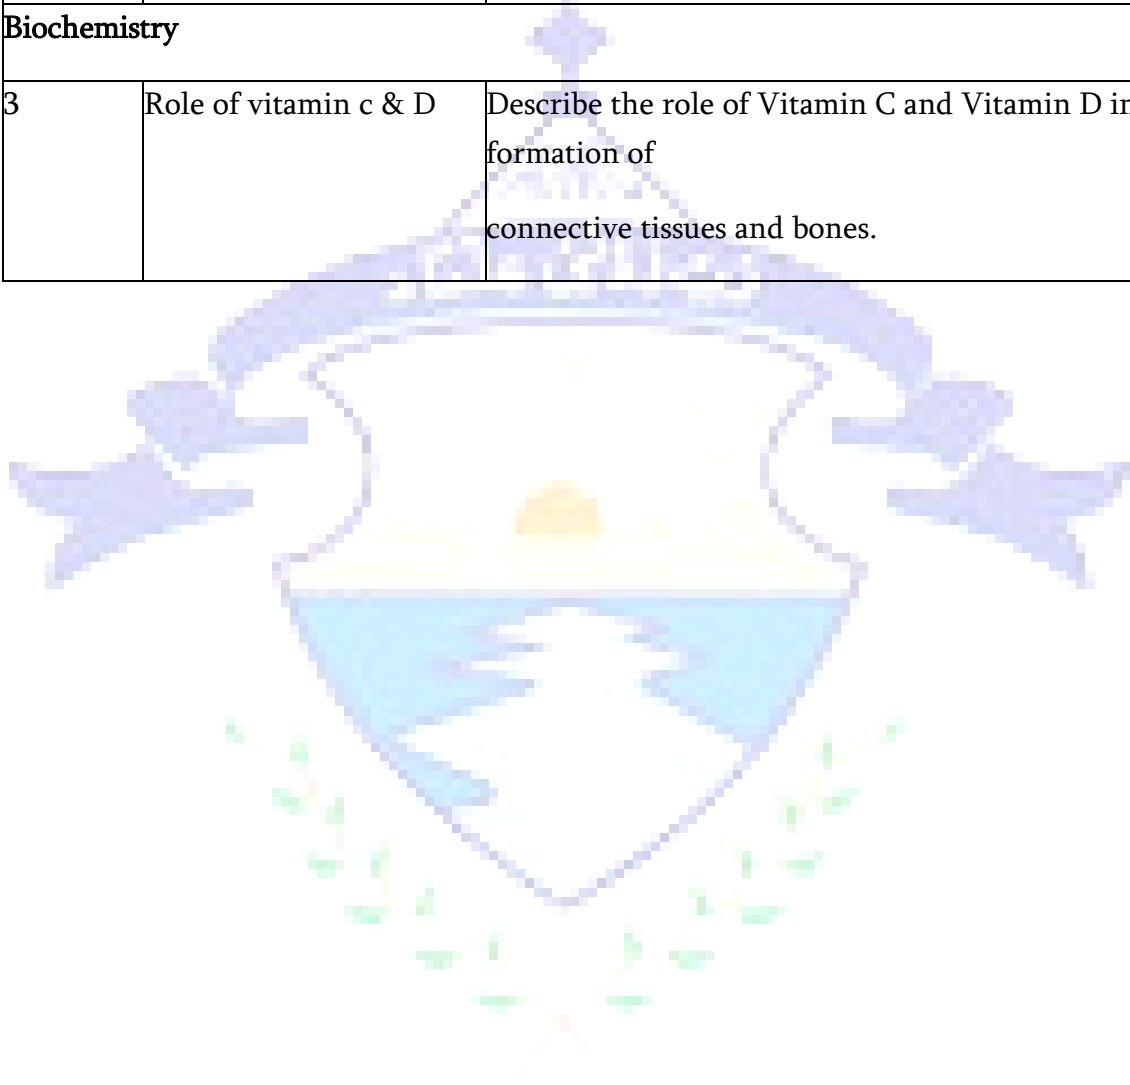 Biochemistry
3 Role of vitamin c & D Describe the role of Vitamin C and Vitamin D in
formation of
connective tissues and bones.